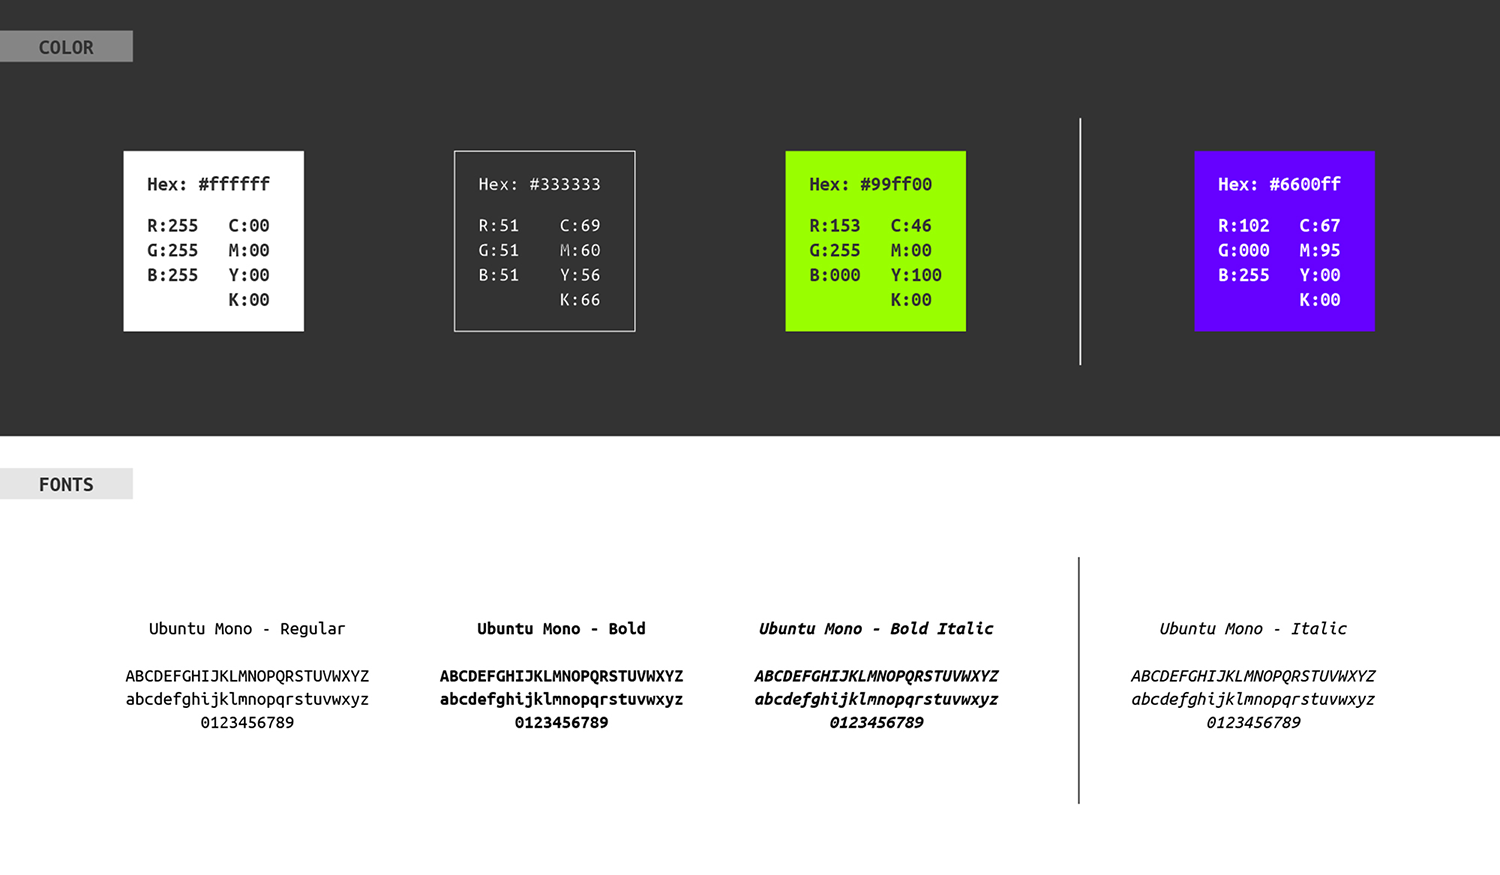 COLOR
Hex: #ffffff
R:255 C:00
G:255 M:00
B:255 Y:00
K:00
Hex: #333333
R:51 C:69
G:51 M:60
B:51 Y:56
K:66
Hex: #99ff00
R:153 C:46
G:255 M:00
B:000 Y:100
K:00
Hex: #6600ff
R:102 C:67
G:000 M:95
B:255 Y:00
K:00
FONTS
Ubuntu Mono - Regular
ABCDEFGHIJKLMNOPQRSTUVWXYZ
abcdefghijklmnopqrstuvwxyz
0123456789
Ubuntu Mono - Bold
ABCDEFGHIJKLMNOPQRSTUVWXYZ
abcdefghijklmnopqrstuvwxyz
0123456789
Ubuntu Mono - Bold Italic
ABCDEFGHIJKLMNOPQRSTUVWXYZ
abcdefghijklmnopqrstuvwxyz
0123456789
Ubuntu Mono - Italic
ABCDEFGHIJKLMNOPQRSTUVWXYZ
abcdefghijklmnopqrstuvwxyz
0123456789